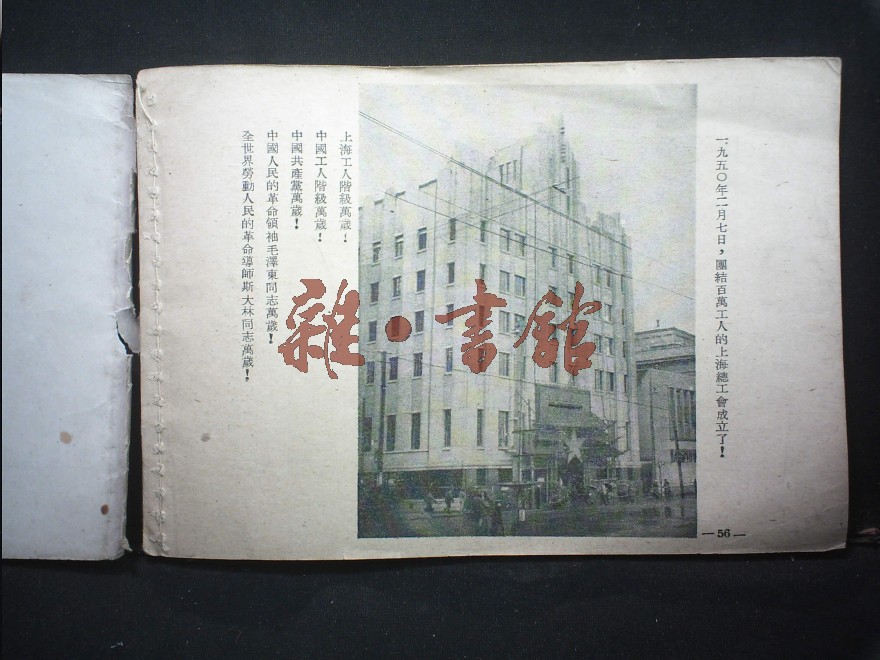 一九五〇年二月七日，團結百萬工人的上海總工會成立了！
上海工人階級萬歲！
中國工人階級萬歲！
中國共產黨萬歲！
中國人民的革命領袖毛澤東同志萬歲！
全世界勞動人民的革命導師斯大林同志萬歲！
雜·書館
—56—